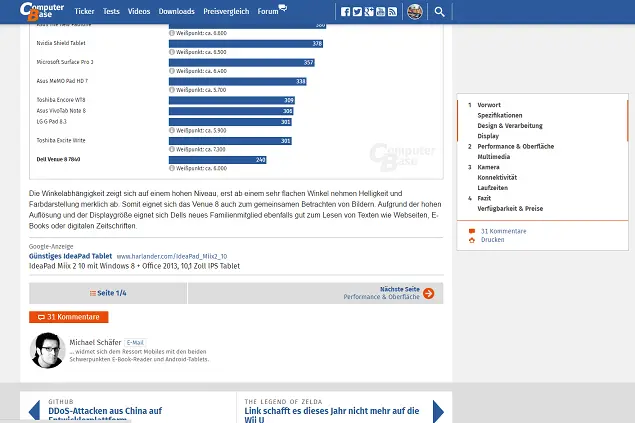 Computer Base
Ticker Tests Videos Downloads Preisvergleich Forum
Weißpunkt: ca. 6.600
Nvidia Shield Tablet 378
Weißpunkt: ca. 6.500
Microsoft Surface Pro 3 357
Weißpunkt: ca. 6.400
Asus MeMO Pad HD 7 338
Weißpunkt: ca. 5.700
Toshiba Encore WT8 309
Asus VivoTab Note 8 306
LG G Pad 8.3 301
Weißpunkt: ca. 5.900
Toshiba Excite Write 301
Weißpunkt: ca. 7.300
Dell Venue 8 7840 240
Weißpunkt: ca. 6.000
Computer Base
Die Winkelabhängigkeit zeigt sich auf einem hohen Niveau, erst ab einem sehr flachen Winkel nehmen Helligkeit und
Farbdarstellung merklich ab. Somit eignet sich das Venue 8 auch zum gemeinsamen Betrachten von Bildern. Aufgrund der hohen
Auflösung und der Displaygröße eignet sich Dells neues Familienmitglied ebenfalls gut zum Lesen von Texten wie Webseiten, E-
Books oder digitalen Zeitschriften.
Google-Anzeige
Günstiges IdeaPad Tablet www.harlander.com/IdeaPad_Miix2_10
IdeaPad Miix 2 10 mit Windows 8 + Office 2013, 10,1 Zoll IPS Tablet
Seite 1/4
Nächste Seite
Performance & Oberfläche
31 Kommentare
Michael Schäfer E-Mail
... widmet sich dem Ressort Mobiles mit den beiden
Schwerpunkten E-Book-Reader und Android-Tablets.
GITHUB
DDoS-Attacken aus China auf
Entwicklerplattform
THE LEGEND OF ZELDA
Link schafft es dieses Jahr nicht mehr auf die
Wii U
1 Vorwort
Spezifikationen
Design & Verarbeitung
Display
2 Performance & Oberfläche
Multimedia
3 Kamera
Konnektivität
Laufzeiten
4 Fazit
Verfügbarkeit & Preise
31 Kommentare
Drucken